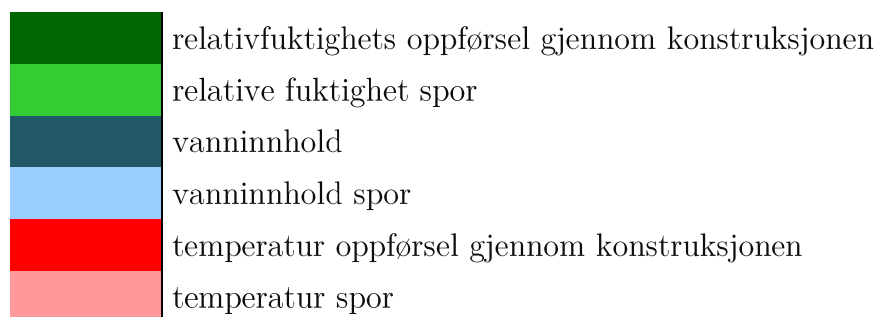 relativfuktighets oppførsel gjennom konstruksjonen
relative fuktighet spor
vanninnhold
vanninnhold spor
temperatur oppførsel gjennom konstruksjonen
temperatur spor